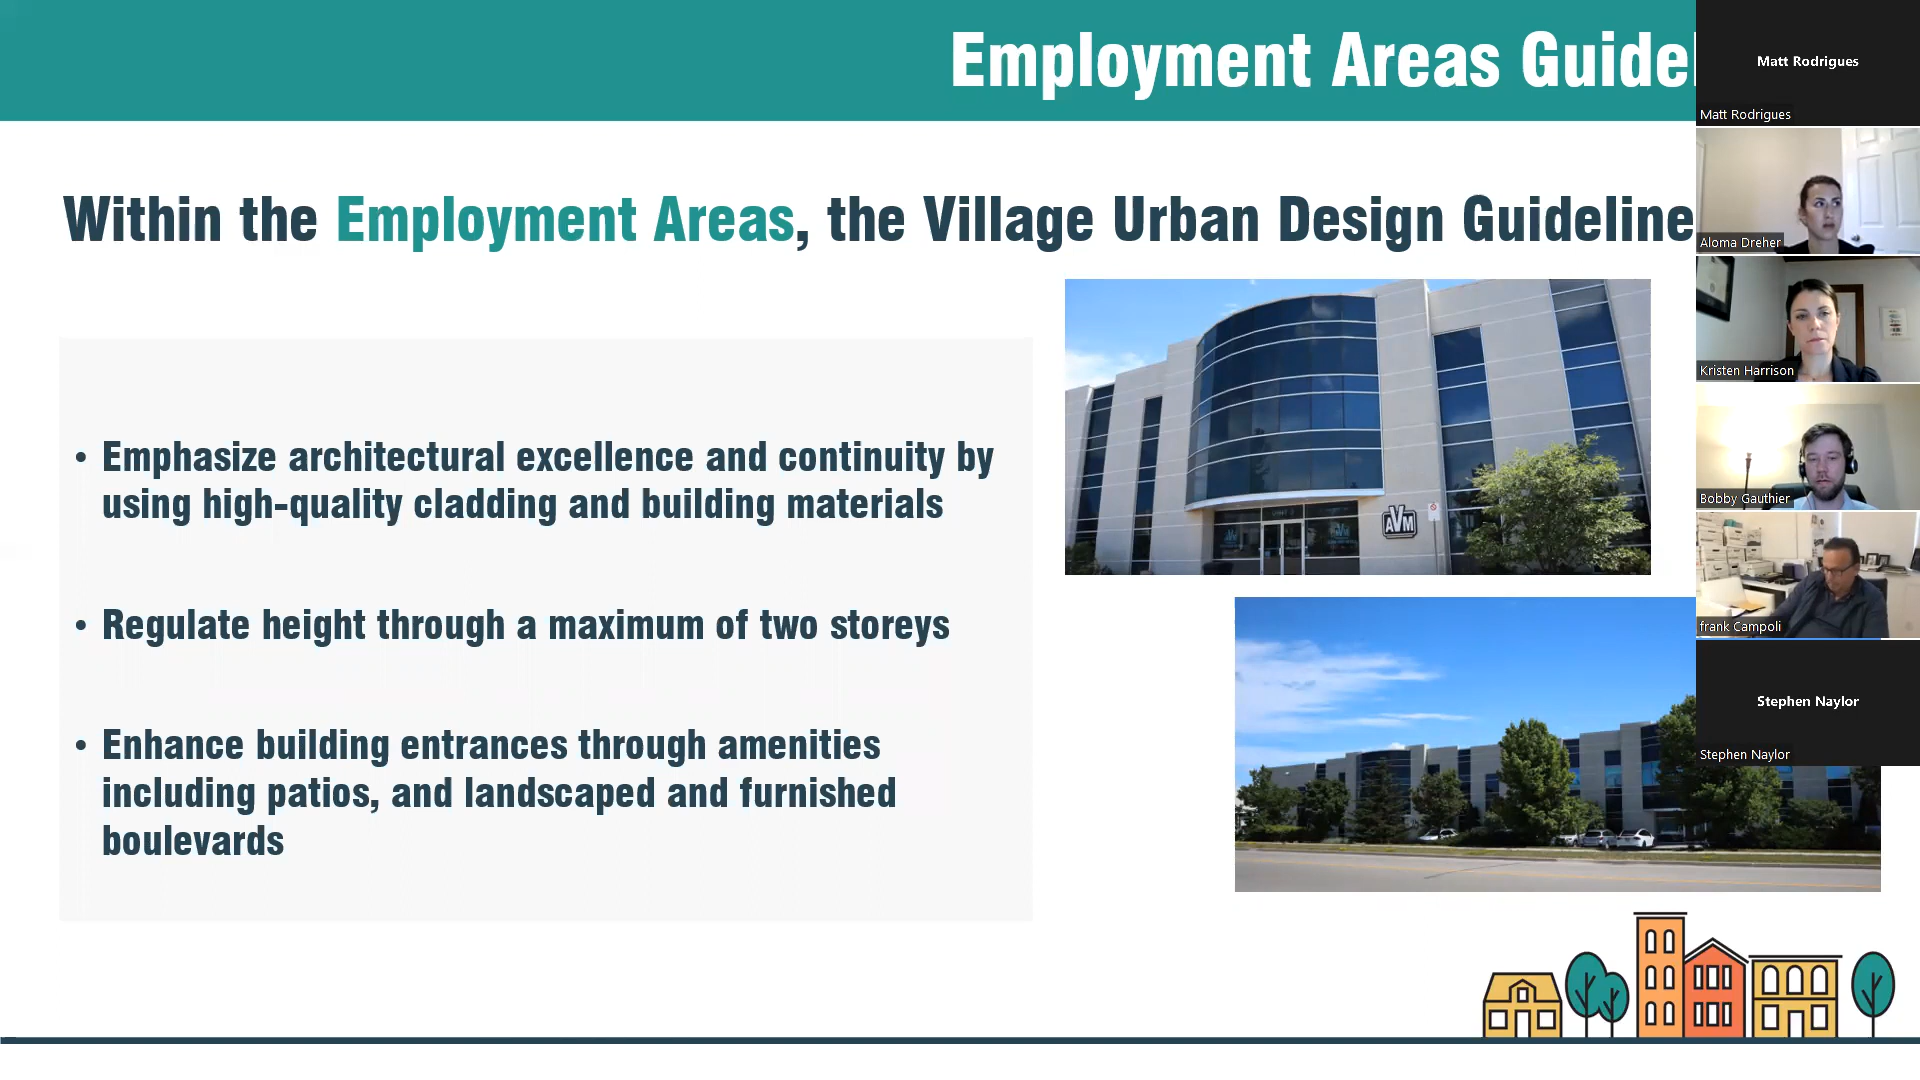 Employment Areas Guidel
Within the Employment Areas, the Village Urban Design Guideline
• Emphasize architectural excellence and continuity by
using high-quality cladding and building materials
• Regulate height through a maximum of two storeys
• Enhance building entrances through amenities
including patios, and landscaped and furnished
boulevards
AVM
Matt Rodrigues
Matt Rodrigues
Aloma Dreher
Kristen Harrison
Bobby Gauthier
frank Campoli
Stephen Naylor
Stephen Naylor